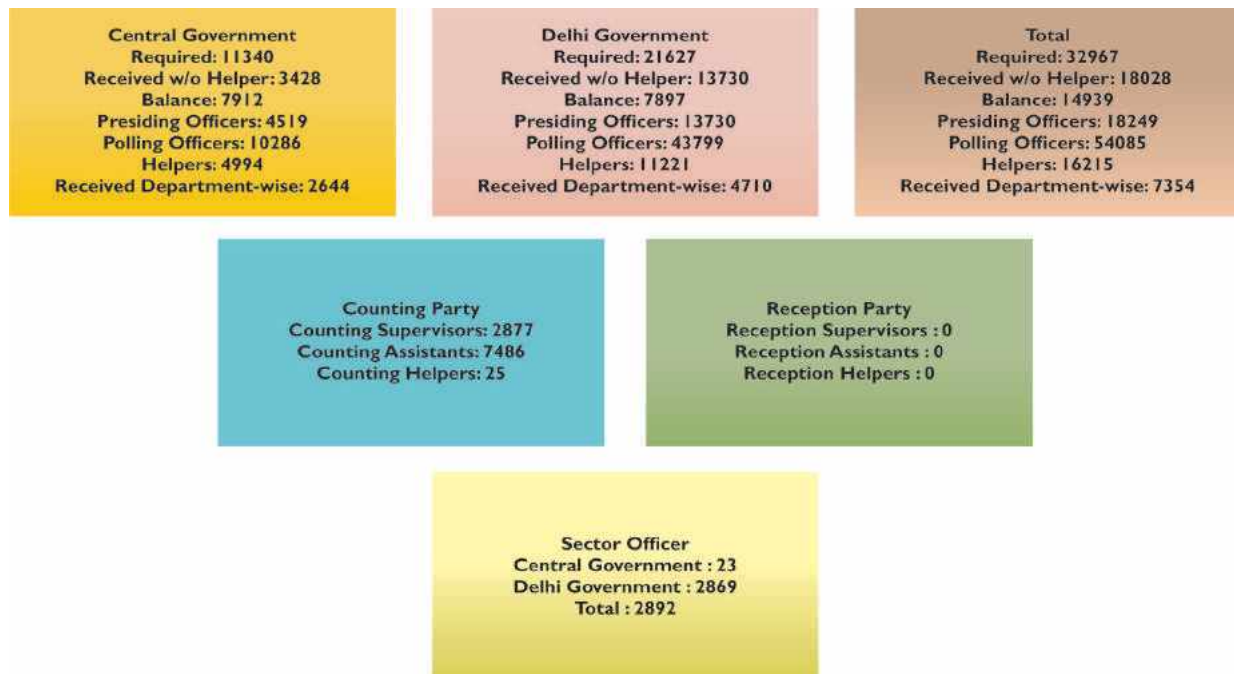 Central Government
Required: 11340
Received w/o Helper: 3428
Balance: 7912
Presiding Officers: 4519
Polling Officers: 10286
Helpers: 4994
Received Department-wise: 2644
Delhi Government
Required: 21627
Received w/o Helper: 13730
Balance: 7897
Presiding Officers: 13730
Polling Officers: 43799
Helpers: 11221
Received Department-wise: 4710
Total
Required: 32967
Received w/o Helper: 18028
Balance: 14939
Presiding Officers: 18249
Polling Officers: 54085
Helpers: 16215
Received Department-wise: 7354
Counting Party
Counting Supervisors: 2877
Counting Assistants: 7486
Counting Helpers: 25
Reception Party
Reception Supervisors : 0
Reception Assistants : 0
Reception Helpers : 0
Sector Officer
Central Government : 23
Delhi Government : 2869
Total : 2892